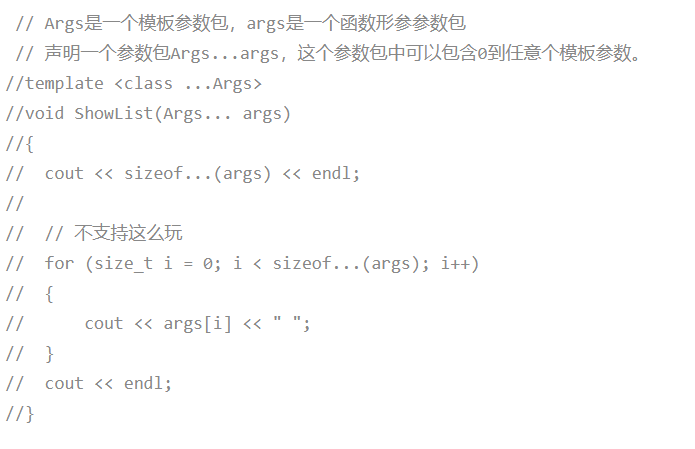 // Args是一个模板参数包，args是一个函数形参参数包
// 声明一个参数包Args...args，这个参数包中可以包含0到任意个模板参数。
//template <class ...Args>
//void ShowList(Args... args)
//{
//  cout << sizeof...(args) << endl;
//
//  // 不支持这么玩
//  for (size_t i = 0; i < sizeof...(args); i++)
//  {
//      cout << args[i] << " ";
//  }
//  cout << endl;
//}